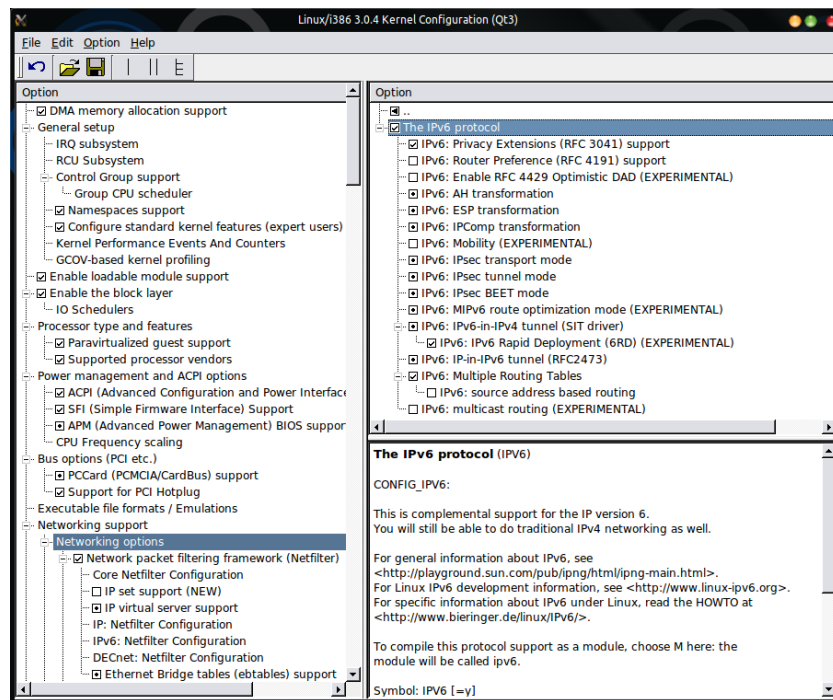 Linux/i386 3.0.4 Kernel Configuration (Qt3)
File Edit Option Help
Option
DMA memory allocation support
General setup
IRQ subsystem
RCU Subsystem
Control Group support
Group CPU scheduler
Namespaces support
Configure standard kernel features (expert users)
Kernel Performance Events And Counters
GCOV-based kernel profiling
Enable loadable module support
Enable the block layer
IO Schedulers
Processor type and features
Paravirtualized guest support
Supported processor vendors
Power management and ACPI options
ACPI (Advanced Configuration and Power Interface
SFI (Simple Firmware Interface) Support
APM (Advanced Power Management) BIOS suppor
CPU Frequency scaling
Bus options (PCI etc.)
PCCard (PCMCIA/CardBus) support
Support for PCI Hotplug
Executable file formats / Emulations
Networking support
Networking options
Network packet filtering framework (Netfilter)
Core Netfilter Configuration
IP set support (NEW)
IP virtual server support
IP: Netfilter Configuration
IPv6: Netfilter Configuration
DECnet: Netfilter Configuration
Ethernet Bridge tables (ebtables) support
Option
..
The IPv6 protocol
IPv6: Privacy Extensions (RFC 3041) support
IPv6: Router Preference (RFC 4191) support
IPv6: Enable RFC 4429 Optimistic DAD (EXPERIMENTAL)
IPv6: AH transformation
IPv6: ESP transformation
IPv6: IPComp transformation
IPv6: Mobility (EXPERIMENTAL)
IPv6: IPsec transport mode
IPv6: IPsec tunnel mode
IPv6: IPsec BEET mode
IPv6: MIPv6 route optimization mode (EXPERIMENTAL)
IPv6: IPv6-in-IPv4 tunnel (SIT driver)
IPv6: IPv6 Rapid Deployment (6RD) (EXPERIMENTAL)
IPv6: IP-in-IPv6 tunnel (RFC2473)
IPv6: Multiple Routing Tables
IPv6: source address based routing
IPv6: multicast routing (EXPERIMENTAL)
The IPv6 protocol (IPV6)
CONFIG_IPV6:
This is complemental support for the IP version 6.
You will still be able to do traditional IPv4 networking as well.
For general information about IPv6, see
<http://playground.sun.com/pub/ipng/html/ipng-main.html>.
For Linux IPv6 development information, see <http://www.linux-ipv6.org>.
For specific information about IPv6 under Linux, read the HOWTO at
<http://www.bieringer.de/linux/IPv6/>.
To compile this protocol support as a module, choose M here: the
module will be called ipv6.
Symbol: IPV6 [=y]